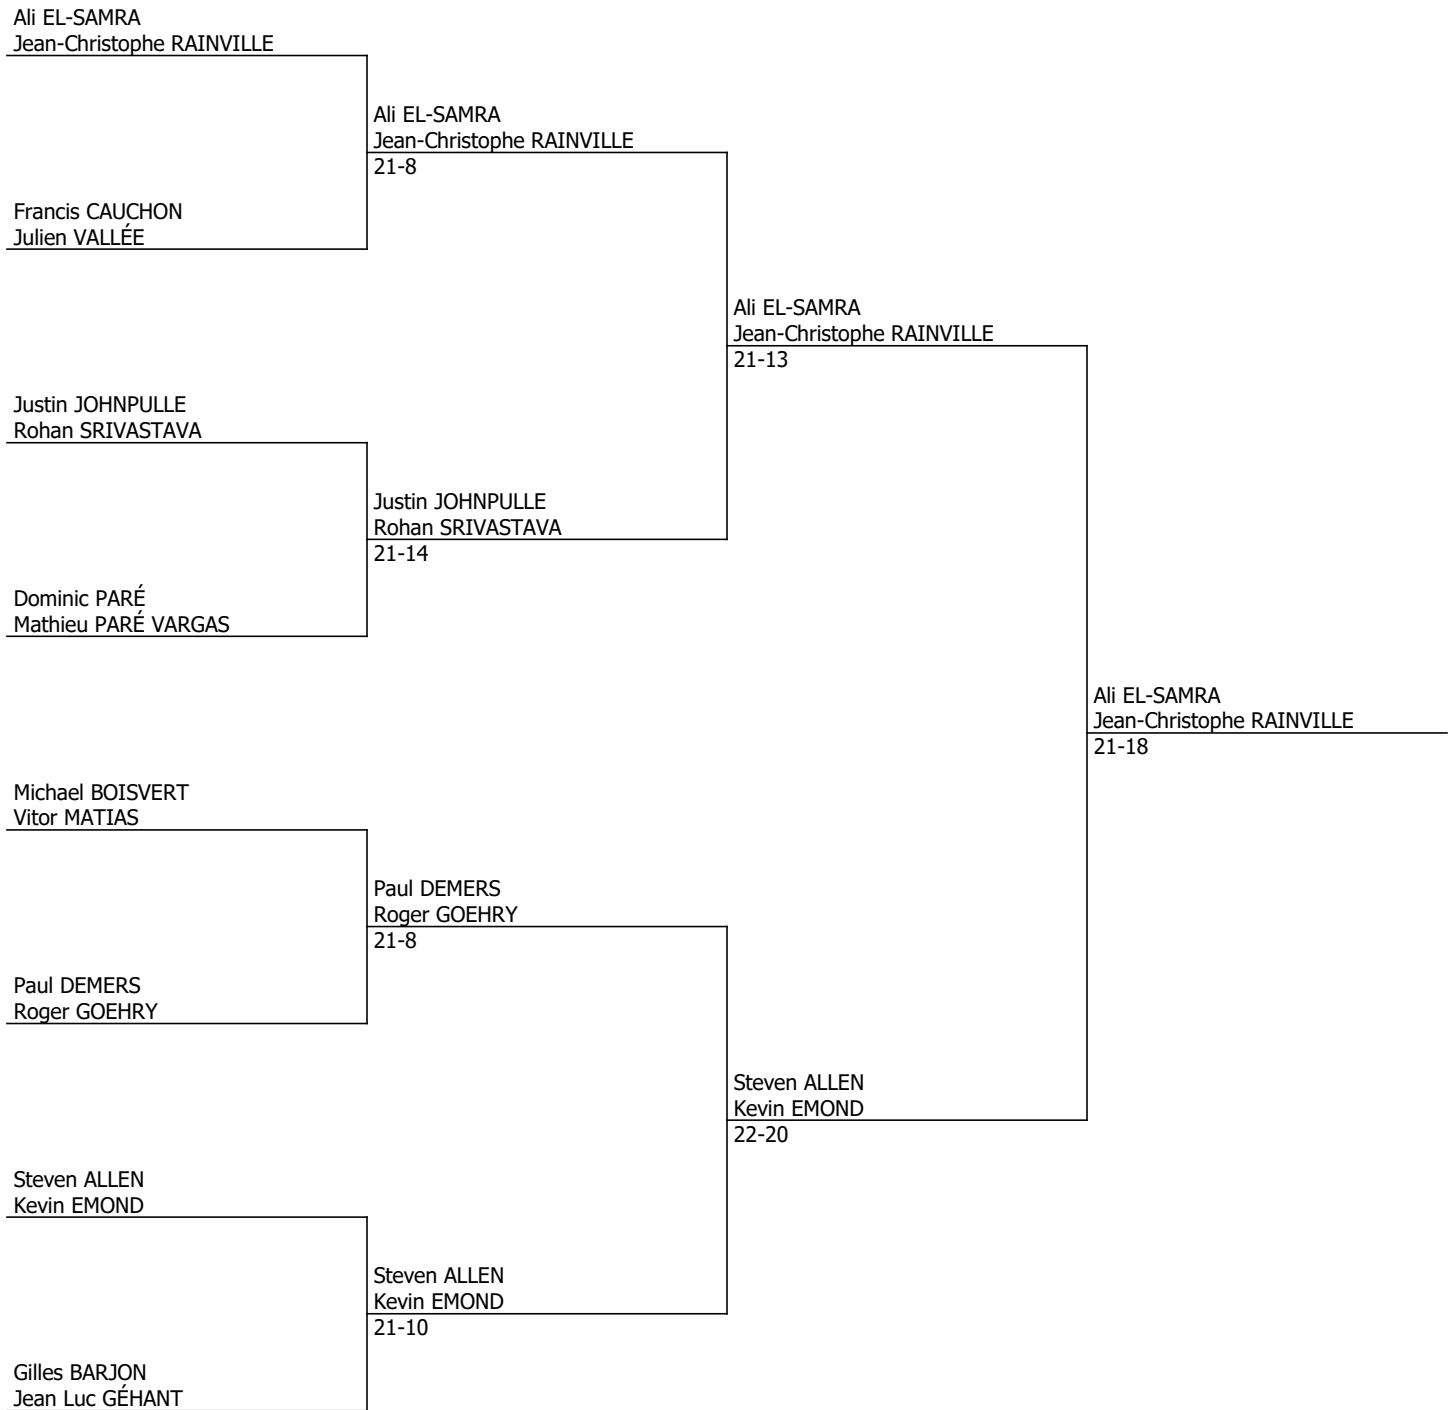 Ali EL-SAMRA
Jean-Christophe RAINVILLE
Ali EL-SAMRA
Jean-Christophe RAINVILLE
21-8
Francis CAUCHON
Julien VALLÉE
Ali EL-SAMRA
Jean-Christophe RAINVILLE
21-13
Justin JOHNPULLE
Rohan SRIVASTAVA
Justin JOHNPULLE
Rohan SRIVASTAVA
21-14
Dominic PARÉ
Mathieu PARÉ VARGAS
Ali EL-SAMRA
Jean-Christophe RAINVILLE
21-18
Michael BOISVERT
Vitor MATIAS
Paul DEMERS
Roger GOEHRY
21-8
Paul DEMERS
Roger GOEHRY
Steven ALLEN
Kevin EMOND
22-20
Steven ALLEN
Kevin EMOND
Steven ALLEN
Kevin EMOND
21-10
Gilles BARJON
Jean Luc GÉHANT